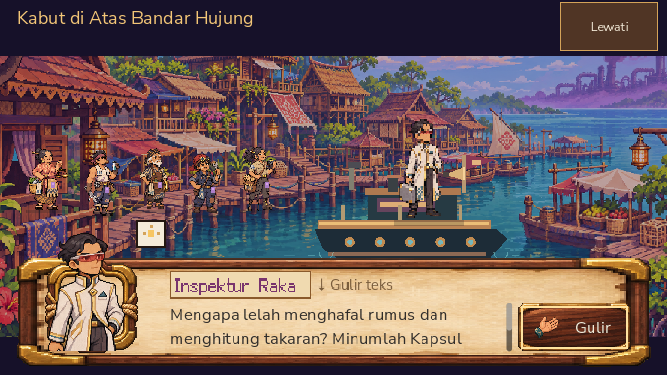 Kabut di Atas Bandar Hujung
Lewati
Inspektur Raka
↓ Gulir teks
Mengapa lelah menghafal rumus dan
menghitung takaran? Minumlah Kapsul
Gulir